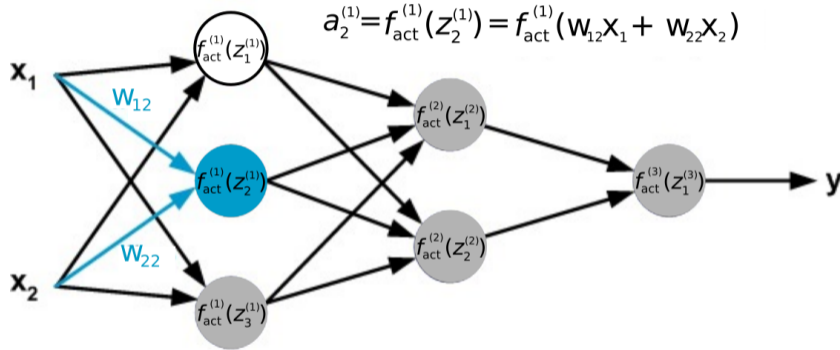 a₂⁽¹⁾=f_act⁽¹⁾(z₂⁽¹⁾)=f_act⁽¹⁾(w₁₂x₁+ w₂₂x₂)
f_act⁽¹⁾(z₁⁽¹⁾)
x₁
w₁₂
f_act⁽²⁾(z₁⁽²⁾)
f_act⁽¹⁾(z₂⁽¹⁾)
f_act⁽³⁾(z₁⁽³⁾)
y
w₂₂
f_act⁽²⁾(z₂⁽²⁾)
x₂
f_act⁽¹⁾(z₃⁽¹⁾)